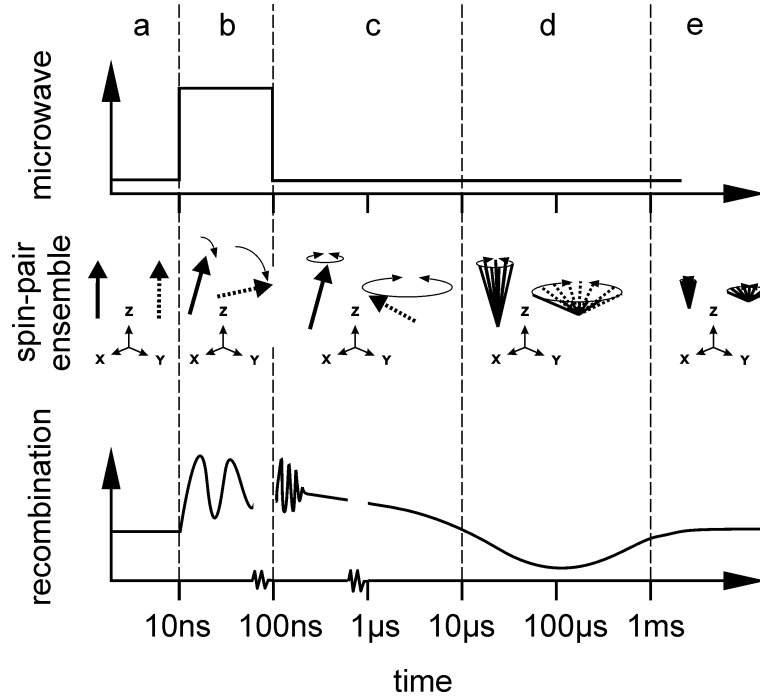 a b c d e
microwave
spin-pair
ensemble
Z Z Z Z Z
X Y X Y X Y X Y X Y
recombination
10ns 100ns 1µs 10µs 100µs 1ms
time